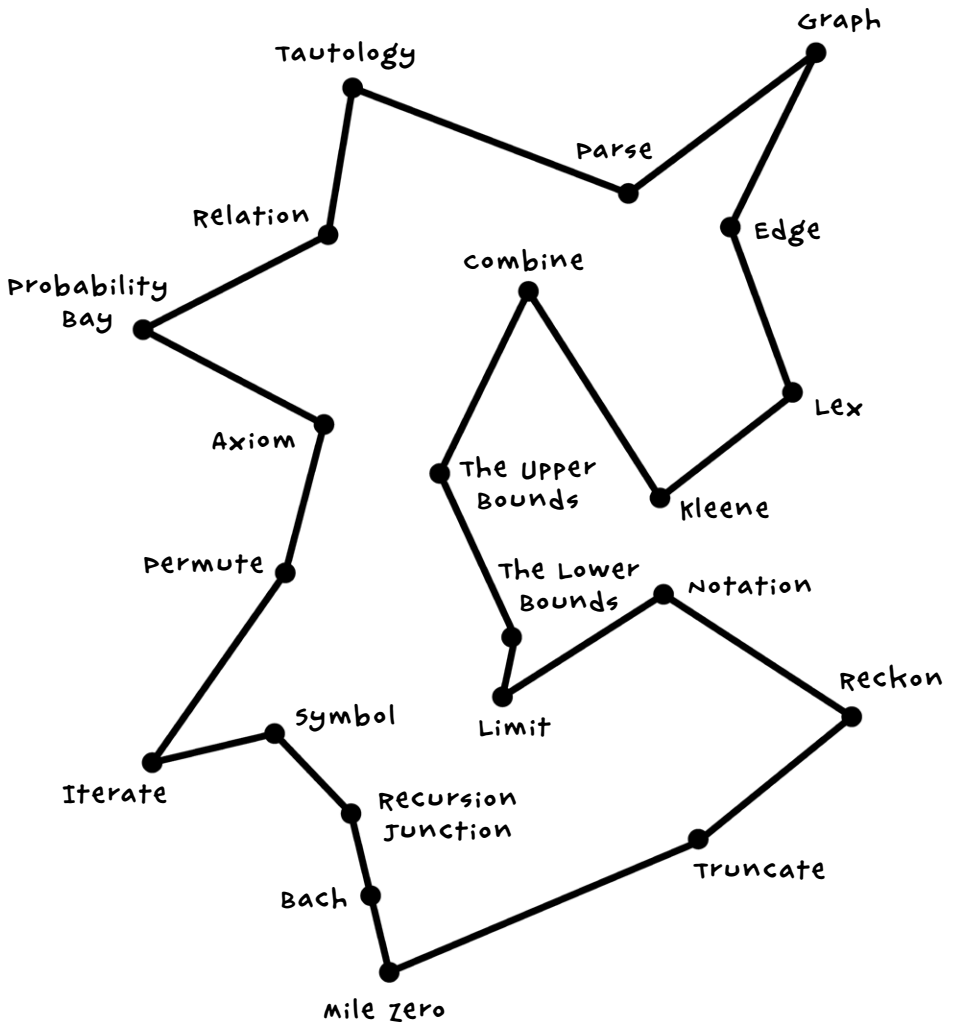 Graph
Tautology
Parse
Relation
Edge
Combine
Probability
Bay
Lex
Axiom
The Upper
Bounds
Kleene
Permute
The Lower
Bounds
Notation
Reckon
Symbol
Limit
Iterate
Recursion
Junction
Truncate
Bach
Mile Zero